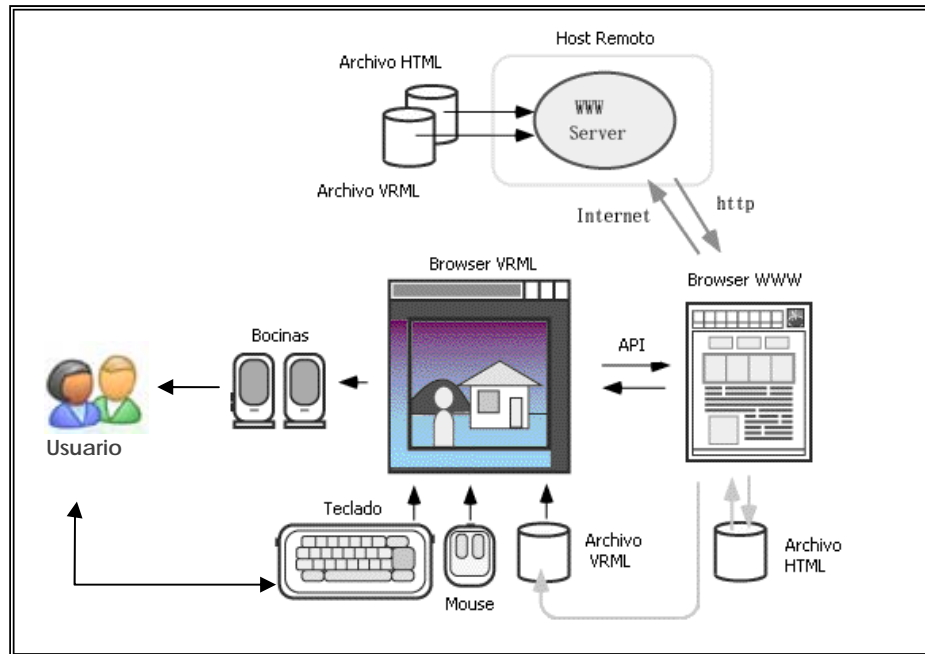 Host Remoto
Archivo HTML
WWW
Server
Archivo VRML
http
Internet
Browser VRML
Browser WWW
Bocinas
API
Usuario
Teclado
Archivo
VRML
Archivo
HTML
Mouse